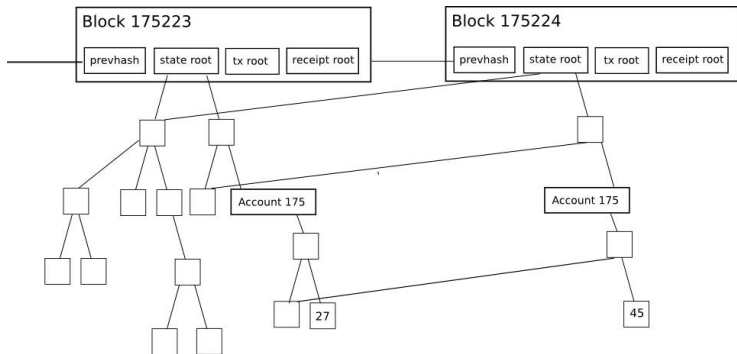 Block 175223
prevhash
state root
tx root
receipt root
Block 175224
prevhash
state root
tx root
receipt root
Account 175
27
Account 175
45